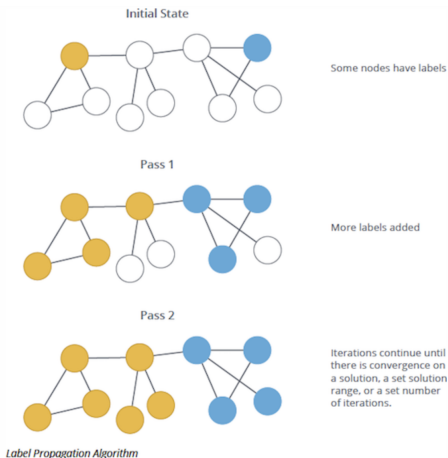 Initial State
Some nodes have labels
Pass 1
More labels added
Pass 2
Iterations continue until
there is convergence on
a solution, a set solution
range, or a set number
of iterations.
Label Propagation Algorithm